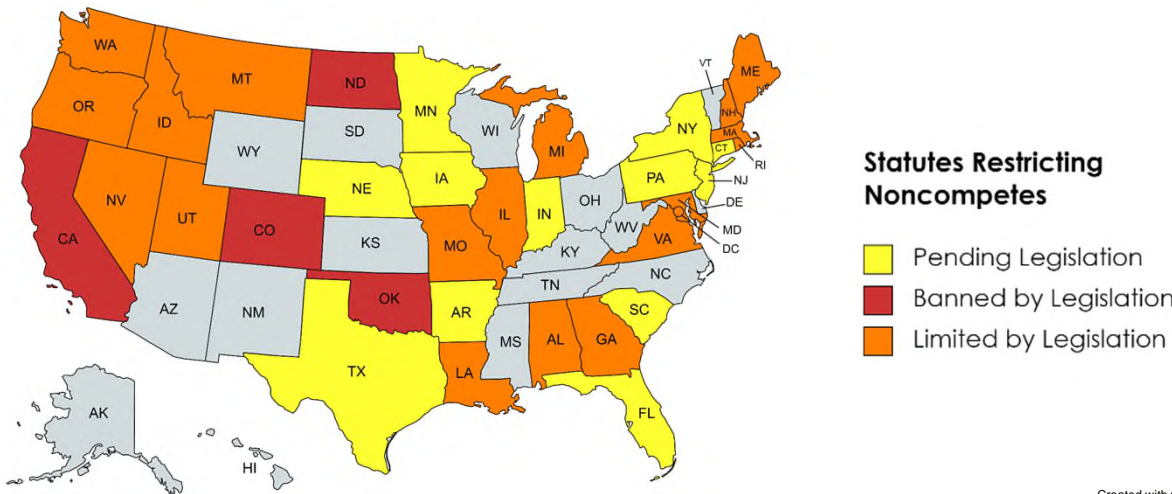 WA
MT
ND
MN
VT
ME
OR
ID
SD
WI
NH
NY
MA
WY
MI
CT
RI
IA
PA
NJ
NE
NV
OH
DE
IL
IN
UT
MD
CO
WV
CA
VA
DC
KS
MO
KY
NC
TN
OK
AZ
NM
AR
SC
MS
AL
GA
TX
LA
AK
FL
HI
Statutes Restricting
Noncompetes
Pending Legislation
Banned by Legislation
Limited by Legislation
Created with